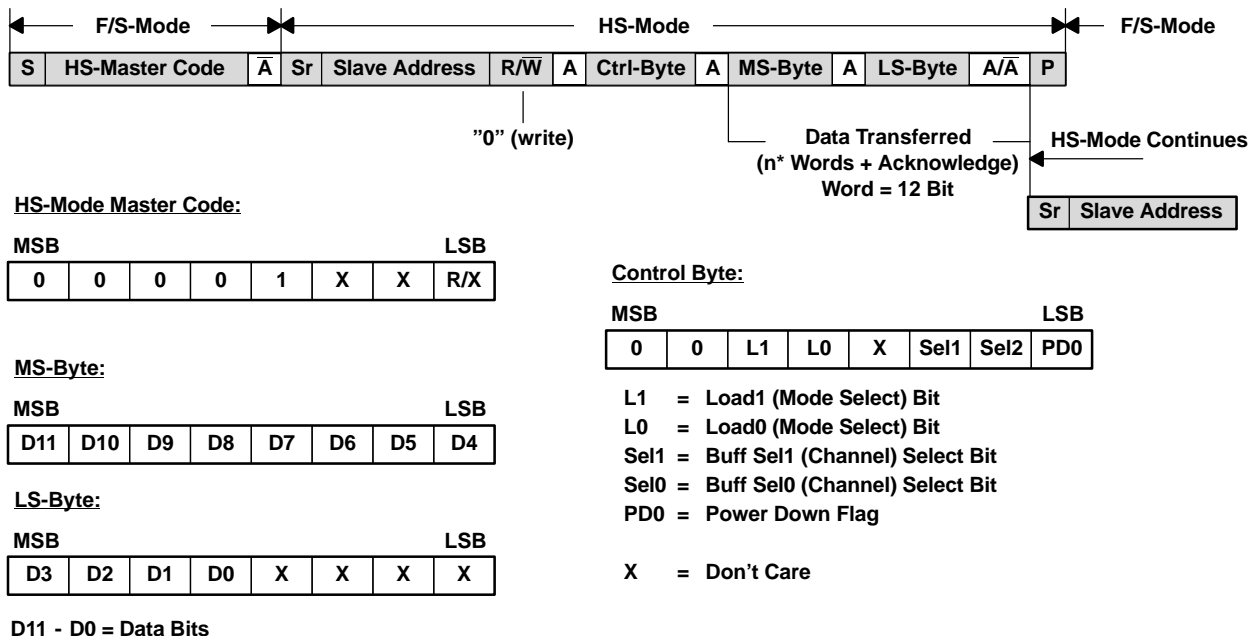 F/S-Mode HS-Mode F/S-Mode
S HS-Master Code A̅ Sr Slave Address R/W̅ A Ctrl-Byte A MS-Byte A LS-Byte A/A̅ P
”0” (write)
Data Transferred
(n* Words + Acknowledge)
Word = 12 Bit
HS-Mode Continues
Sr Slave Address
HS-Mode Master Code:
MSB LSB
0 0 0 0 1 X X R/X
MS-Byte:
MSB LSB
D11 D10 D9 D8 D7 D6 D5 D4
LS-Byte:
MSB LSB
D3 D2 D1 D0 X X X X
D11 - D0 = Data Bits
Control Byte:
MSB LSB
0 0 L1 L0 X Sel1 Sel2 PD0
L1 = Load1 (Mode Select) Bit
L0 = Load0 (Mode Select) Bit
Sel1 = Buff Sel1 (Channel) Select Bit
Sel0 = Buff Sel0 (Channel) Select Bit
PD0 = Power Down Flag
X = Don’t Care